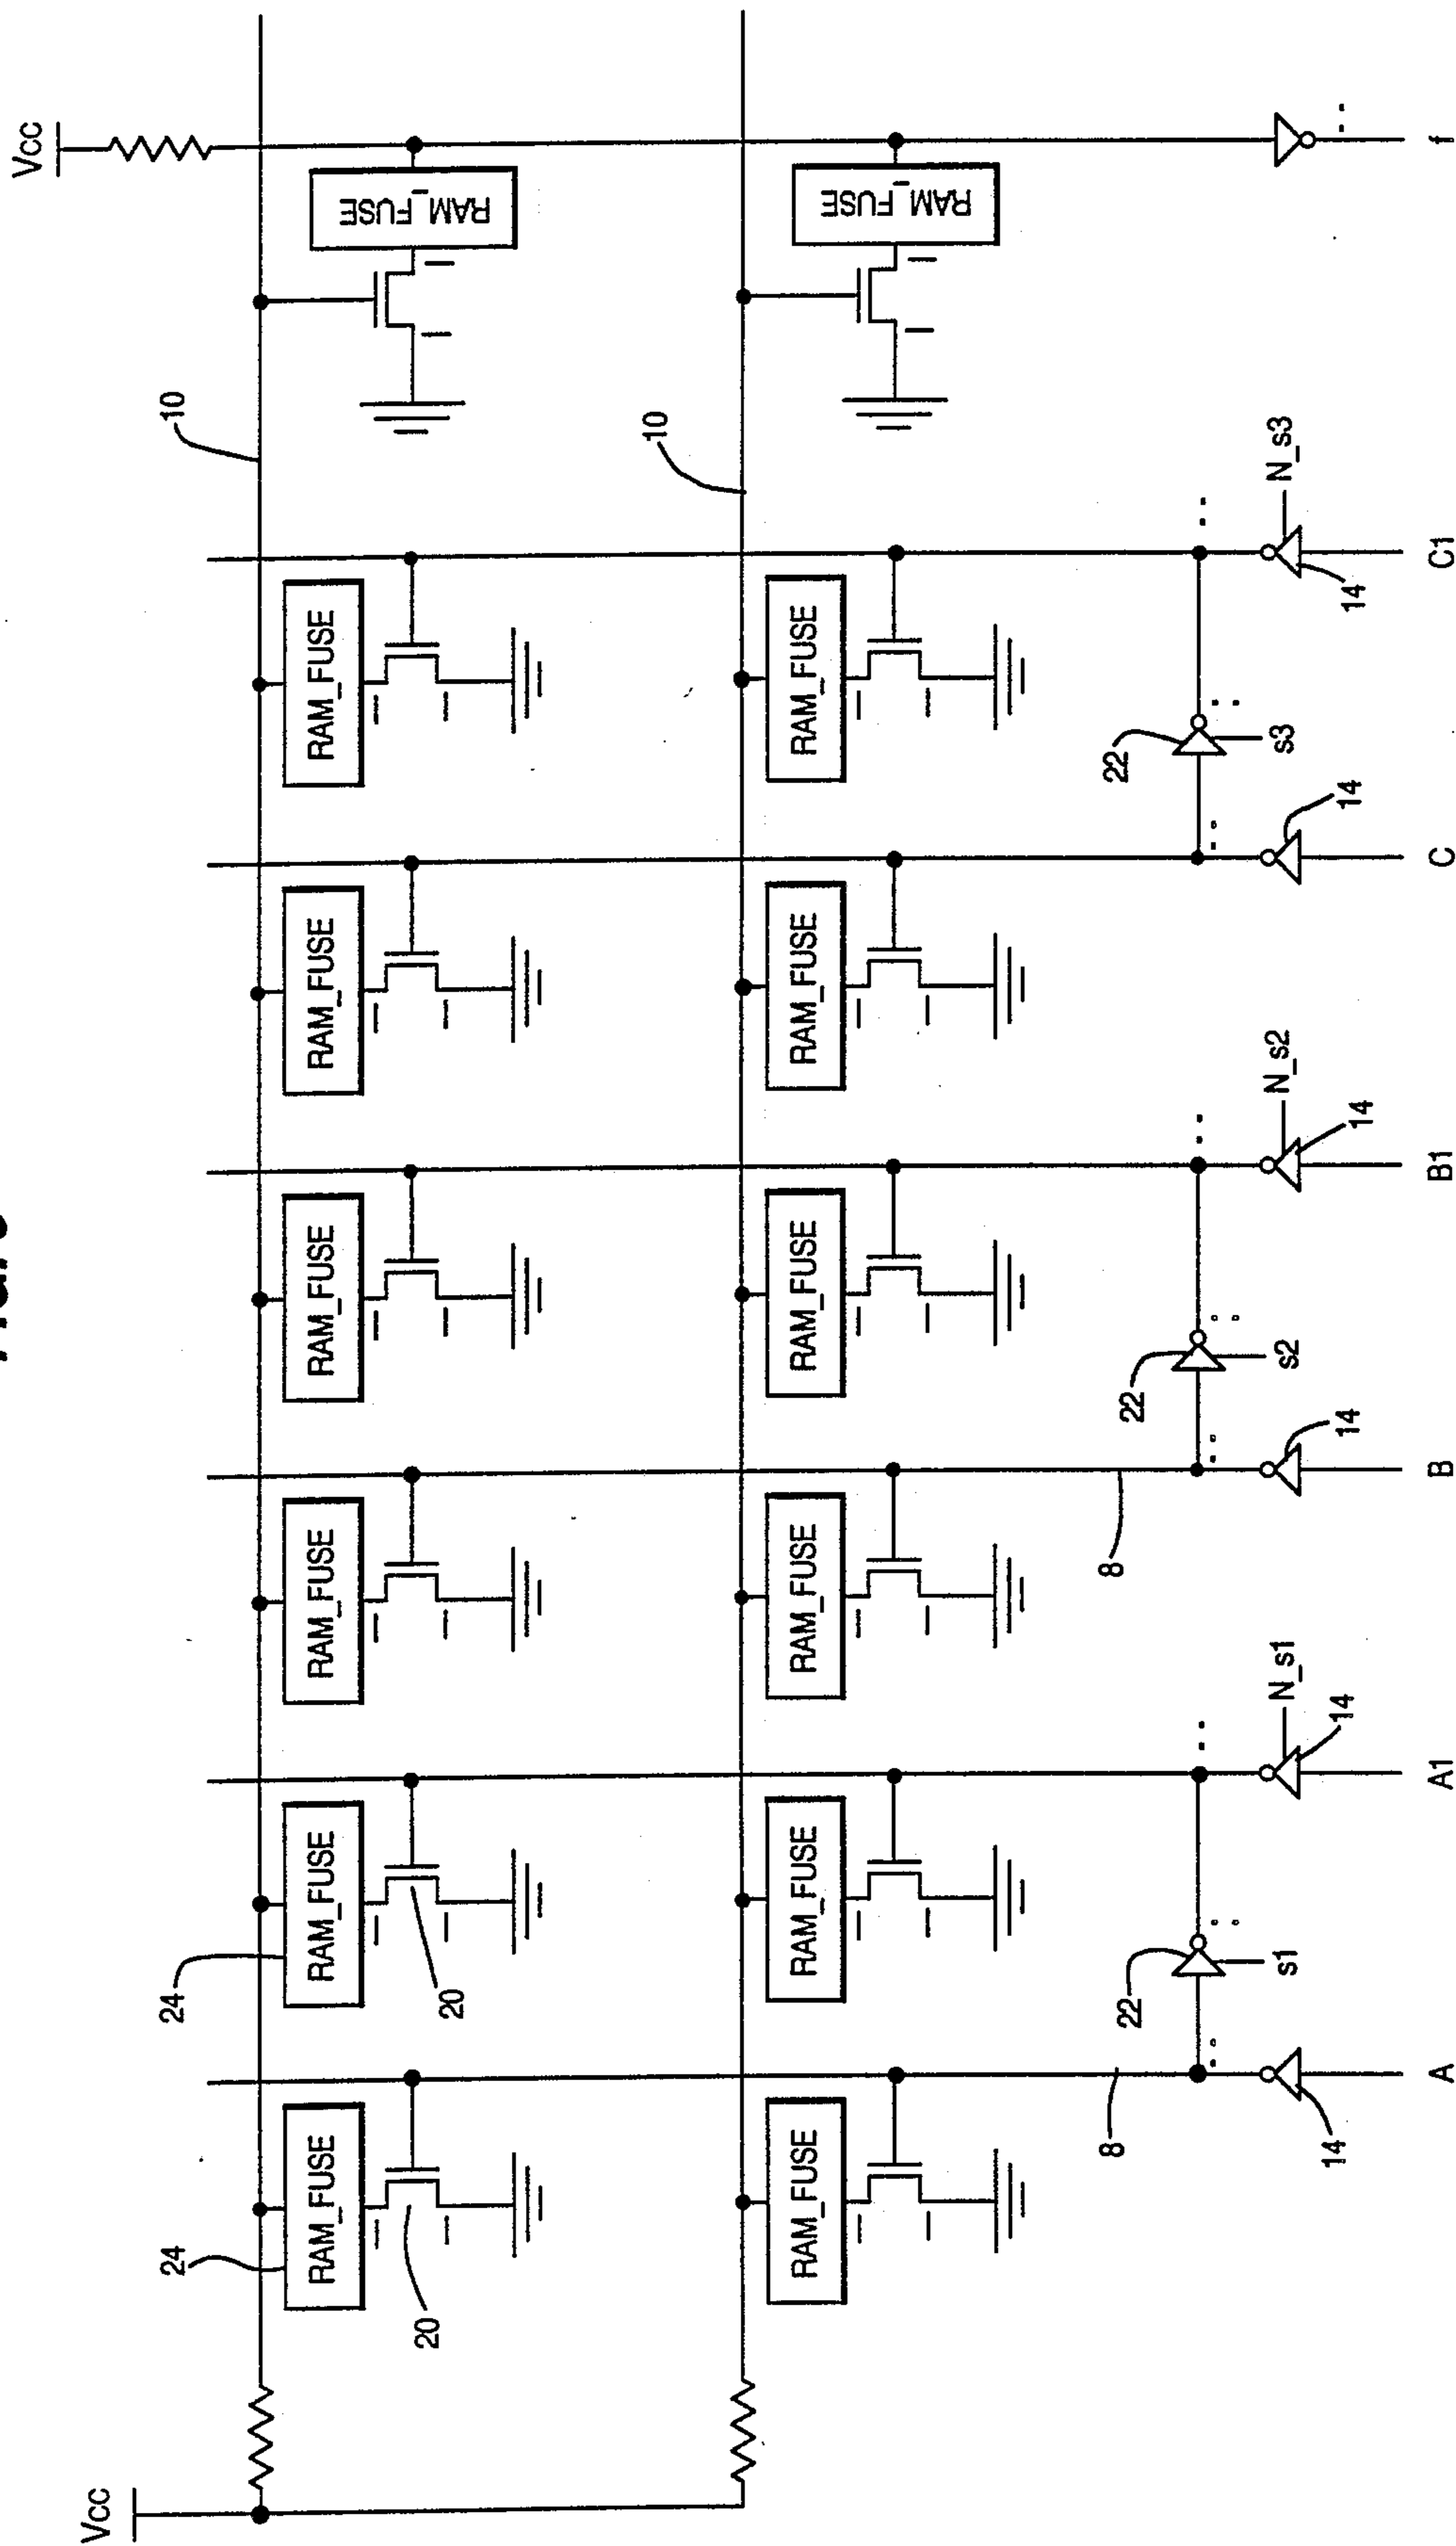 Vcc
Vcc
24
24
10
RAM_FUSE RAM_FUSE RAM_FUSE RAM_FUSE RAM_FUSE RAM_FUSE
RAM_FUSE
20
20
10
RAM_FUSE RAM_FUSE RAM_FUSE RAM_FUSE RAM_FUSE RAM_FUSE
RAM_FUSE
8
22
8
22
22
s1 N_s1 s2 N_s2 s3 N_s3
14 14 14 14 14 14
A A1 B B1 C C1 f